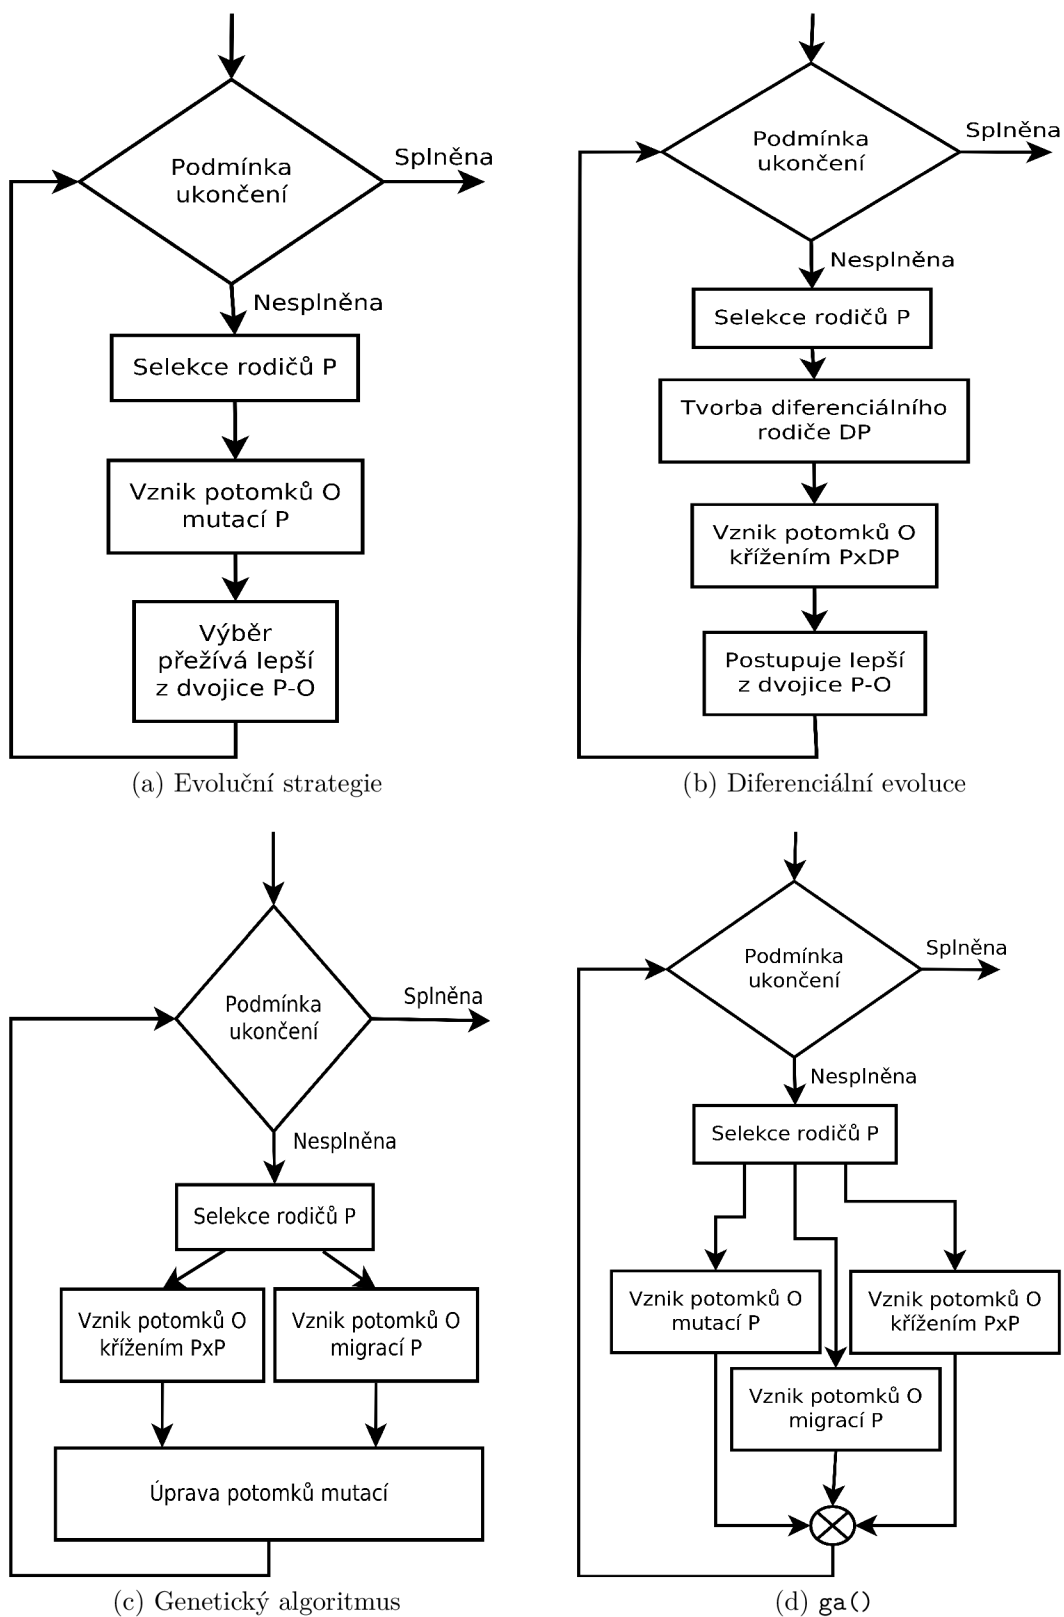 Podmínka
ukončení
Splněna
Nesplněna
Selekce rodičů P
Vznik potomků O
mutací P
Výběr
přežívá lepší
z dvojice P-O
(a) Evoluční strategie
Podmínka
ukončení
Splněna
Nesplněna
Selekce rodičů P
Tvorba diferenciálního
rodiče DP
Vznik potomků O
křížením PxDP
Postupuje lepší
z dvojice P-O
(b) Diferenciální evoluce
Podmínka
ukončení
Splněna
Nesplněna
Selekce rodičů P
Vznik potomků O
křížením PxP
Vznik potomků O
migrací P
Úprava potomků mutací
(c) Genetický algoritmus
Podmínka
ukončení
Splněna
Nesplněna
Selekce rodičů P
Vznik potomků O
mutací P
Vznik potomků O
křížením PxP
Vznik potomků O
migrací P
(d) ga()